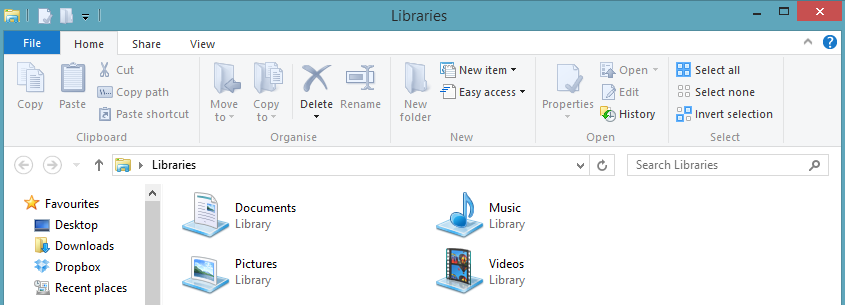 Libraries
File Home Share View
Copy
Paste
Cut
Copy path
Paste shortcut
Clipboard
Move to
Copy to
Delete
Rename
Organise
New folder
New item
Easy access
New
Properties
Open
Edit
History
Open
Select all
Select none
Invert selection
Select
Libraries
Search Libraries
Favourites
Desktop
Downloads
Dropbox
Recent places
Documents
Library
Music
Library
Pictures
Library
Videos
Library